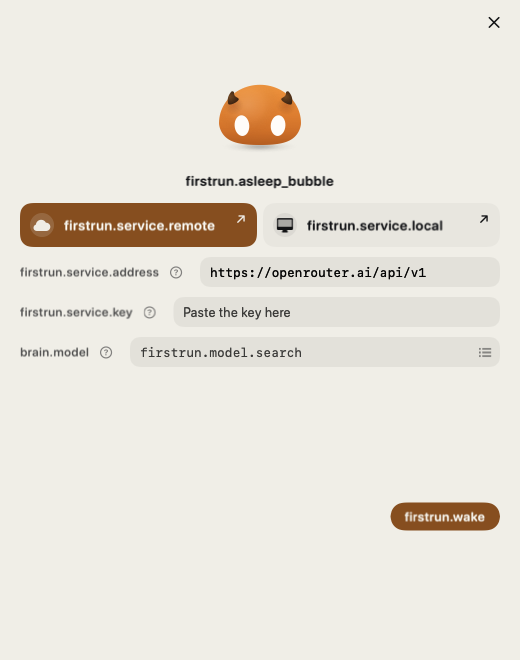 firstrun.asleep_bubble
firstrun.service.remote
firstrun.service.local
firstrun.service.address
https://openrouter.ai/api/v1
firstrun.service.key
Paste the key here
brain.model
firstrun.model.search
firstrun.wake